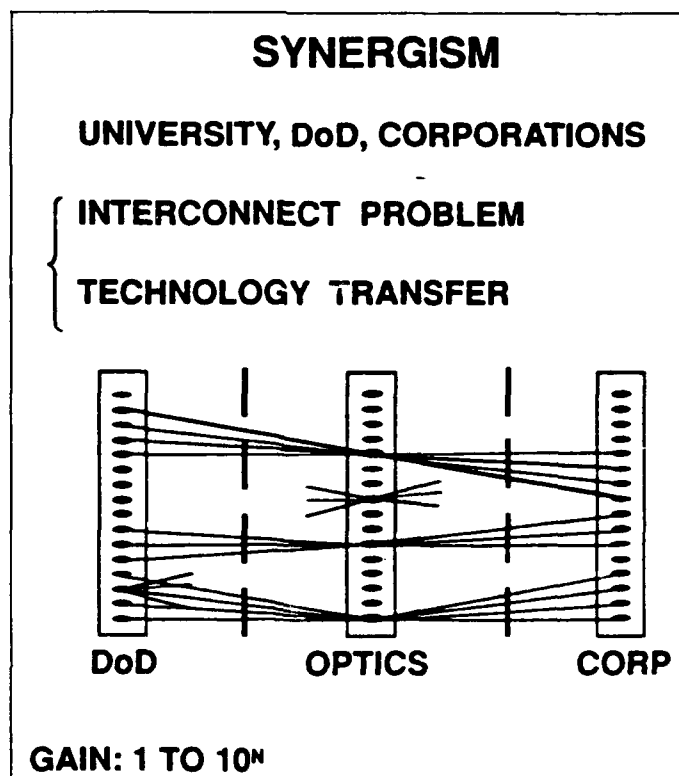 SYNERGISM
UNIVERSITY, DoD, CORPORATIONS
INTERCONNECT PROBLEM
TECHNOLOGY TRANSFER
DoD OPTICS CORP
GAIN: 1 TO 10ᴺ